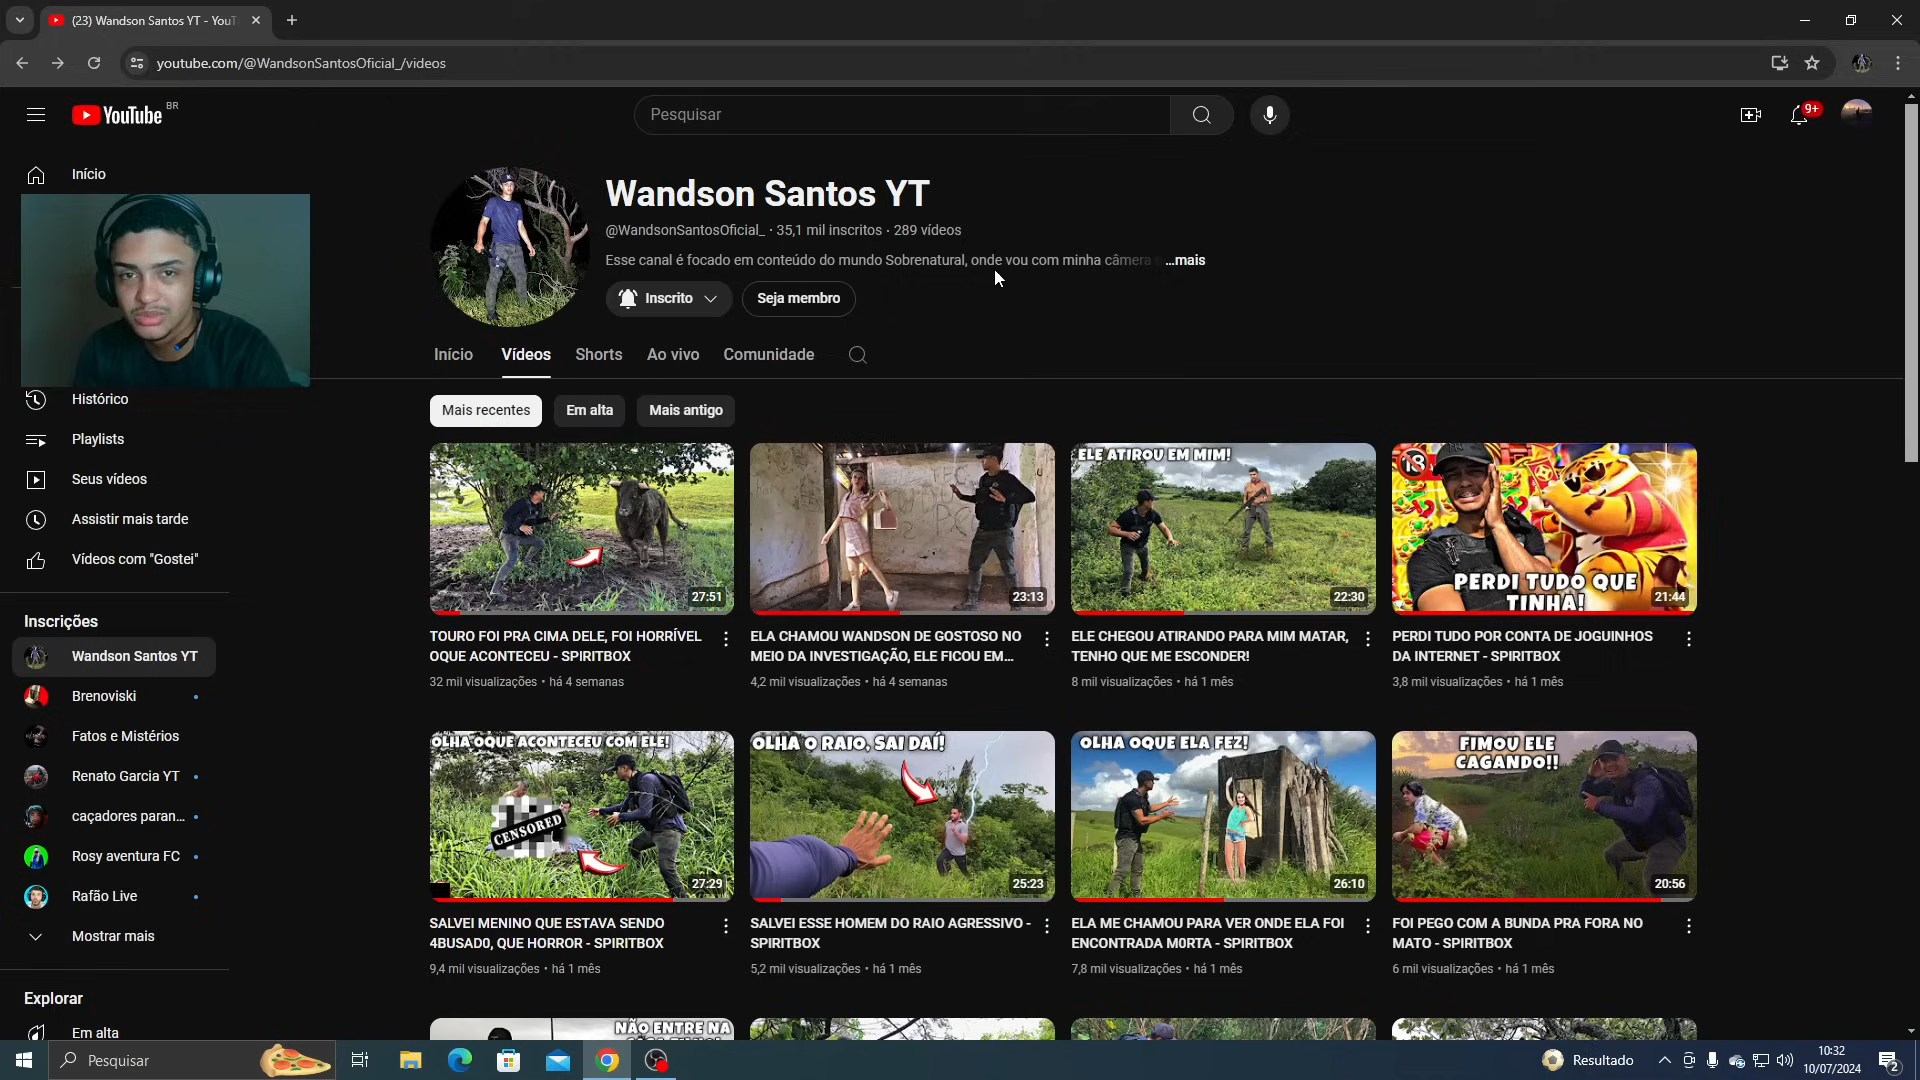 (23) Wandson Santos YT - YouT
youtube.com/@WandsonSantosOficial_/videos
YouTube BR
Pesquisar
9+
Início
Wandson Santos YT
@WandsonSantosOficial_ · 35,1 mil inscritos · 289 vídeos
Esse canal é focado em conteúdo do mundo Sobrenatural, onde vou com minha câmera ...mais
Inscrito
Seja membro
Início Vídeos Shorts Ao vivo Comunidade
Mais recentes Em alta Mais antigo
Histórico
Playlists
Seus vídeos
Assistir mais tarde
Vídeos com "Gostei"
Inscrições
Wandson Santos YT
Brenoviski
Fatos e Mistérios
Renato Garcia YT
caçadores paran...
Rosy aventura FC
Rafão Live
Mostrar mais
Explorar
Em alta
27:51
TOURO FOI PRA CIMA DELE, FOI HORRÍVEL
OQUE ACONTECEU - SPIRITBOX
32 mil visualizações • há 4 semanas
23:13
ELA CHAMOU WANDSON DE GOSTOSO NO
MEIO DA INVESTIGAÇÃO, ELE FICOU EM...
4,2 mil visualizações • há 4 semanas
ELE ATIROU EM MIM!
22:30
ELE CHEGOU ATIRANDO PARA MIM MATAR,
TENHO QUE ME ESCONDER!
8 mil visualizações • há 1 mês
18
PERDI TUDO QUE
TINHA!
21:44
PERDI TUDO POR CONTA DE JOGUINHOS
DA INTERNET - SPIRITBOX
3,8 mil visualizações • há 1 mês
OLHA OQUE ACONTECEU COM ELE!
CENSORED
27:29
SALVEI MENINO QUE ESTAVA SENDO
4BUSAD0, QUE HORROR - SPIRITBOX
9,4 mil visualizações • há 1 mês
OLHA O RAIO, SAI DAÍ!
25:23
SALVEI ESSE HOMEM DO RAIO AGRESSIVO -
SPIRITBOX
5,2 mil visualizações • há 1 mês
OLHA OQUE ELA FEZ!
26:10
ELA ME CHAMOU PARA VER ONDE ELA FOI
ENCONTRADA M0RTA - SPIRITBOX
7,8 mil visualizações • há 1 mês
FIMOU ELE
CAGANDO!!
20:56
FOI PEGO COM A BUNDA PRA FORA NO
MATO - SPIRITBOX
6 mil visualizações • há 1 mês
NÃO ENTRE NA
Pesquisar
Resultado
10:32
10/07/2024
2